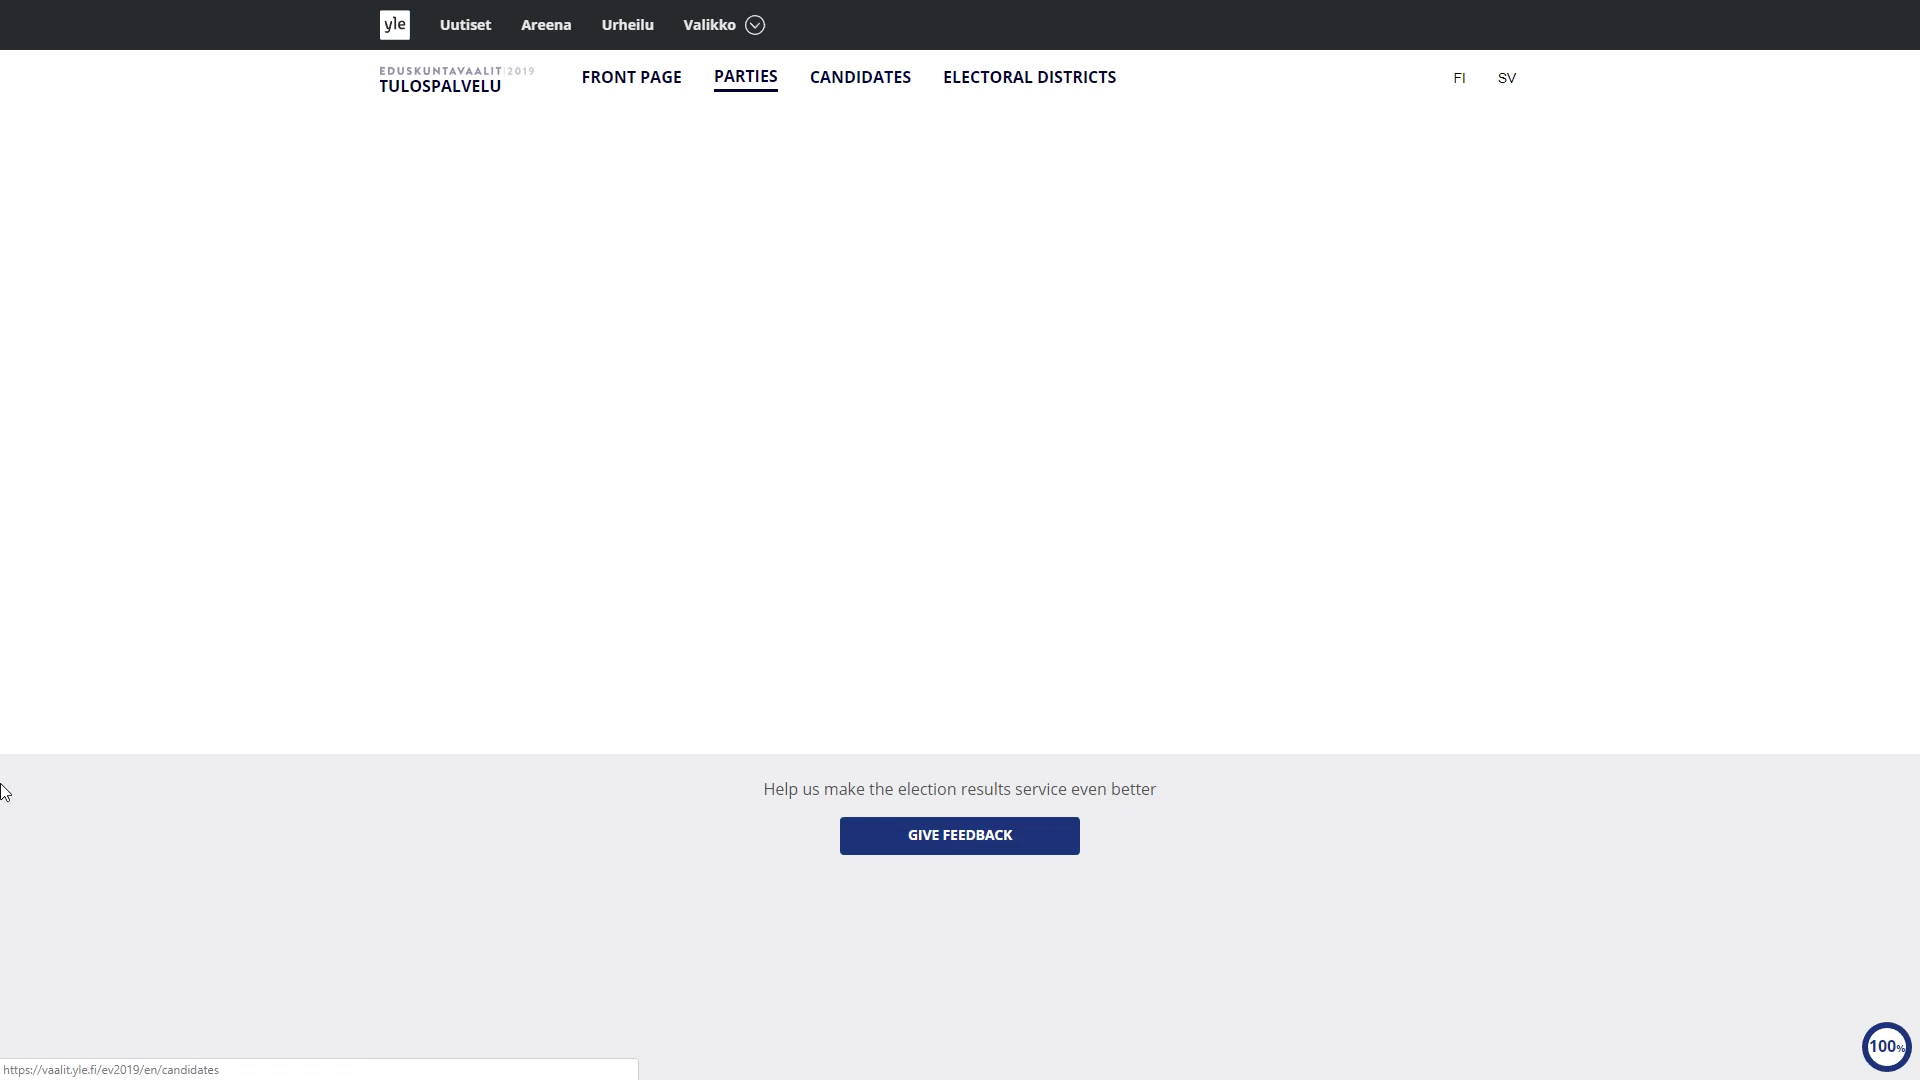 yle Uutiset Areena Urheilu Valikko
EDUSKUNTAVAALIT|2019
TULOSPALVELU
FRONT PAGE PARTIES CANDIDATES ELECTORAL DISTRICTS FI SV
Help us make the election results service even better
GIVE FEEDBACK
100%
https://vaalit.yle.fi/ev2019/en/candidates